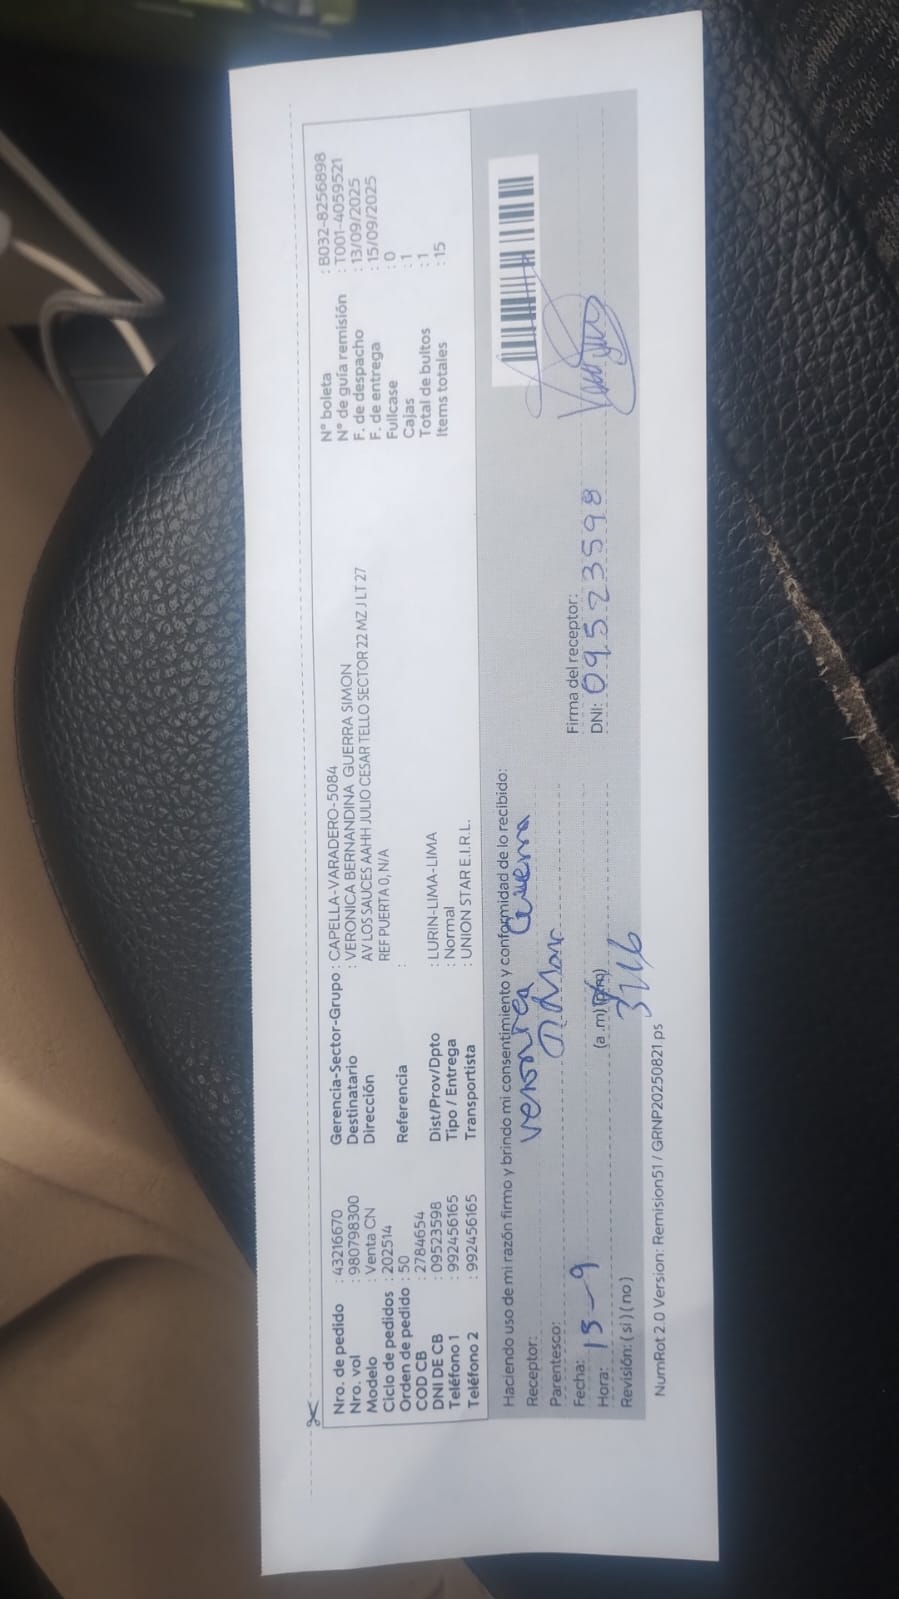 Nro. de pedido : 43216670
Nro. vol : 980798300
Modelo : Venta CN
Ciclo de pedidos : 202514
Orden de pedido : 50
COD CB : 2784654
DNI DE CB : 09523598
Teléfono 1 : 992456165
Teléfono 2 : 992456165
Gerencia-Sector-Grupo : CAPELLA-VARADERO-5084
Destinatario : VERONICA BERNANDINA GUERRA SIMON
Dirección AV LOS SAUCES AAHH JULIO CESAR TELLO SECTOR 22 MZ J LT 27
REF PUERTA 0, N/A
Referencia :
Dist/Prov/Dpto : LURIN-LIMA-LIMA
Tipo / Entrega : Normal
Transportista : UNION STAR E.I.R.L.
N° boleta : B032-8256898
N° de guía remisión : T001-4059521
F. de despacho : 13/09/2025
F. de entrega : 15/09/2025
Fullcase : 0
Cajas : 1
Total de bultos : 1
Items totales : 15
Haciendo uso de mi razón firmo y brindo mi consentimiento y conformidad de lo recibido:
Receptor: Veronica Guerra
Parentesco:
Fecha: 15-9
Hora: (a.m) (p.m)
Revisión: ( si ) ( no )
Firma del receptor:
DNI: 09523598
NumRot 2.0 Version: Remision51 / GRNP20250821.ps